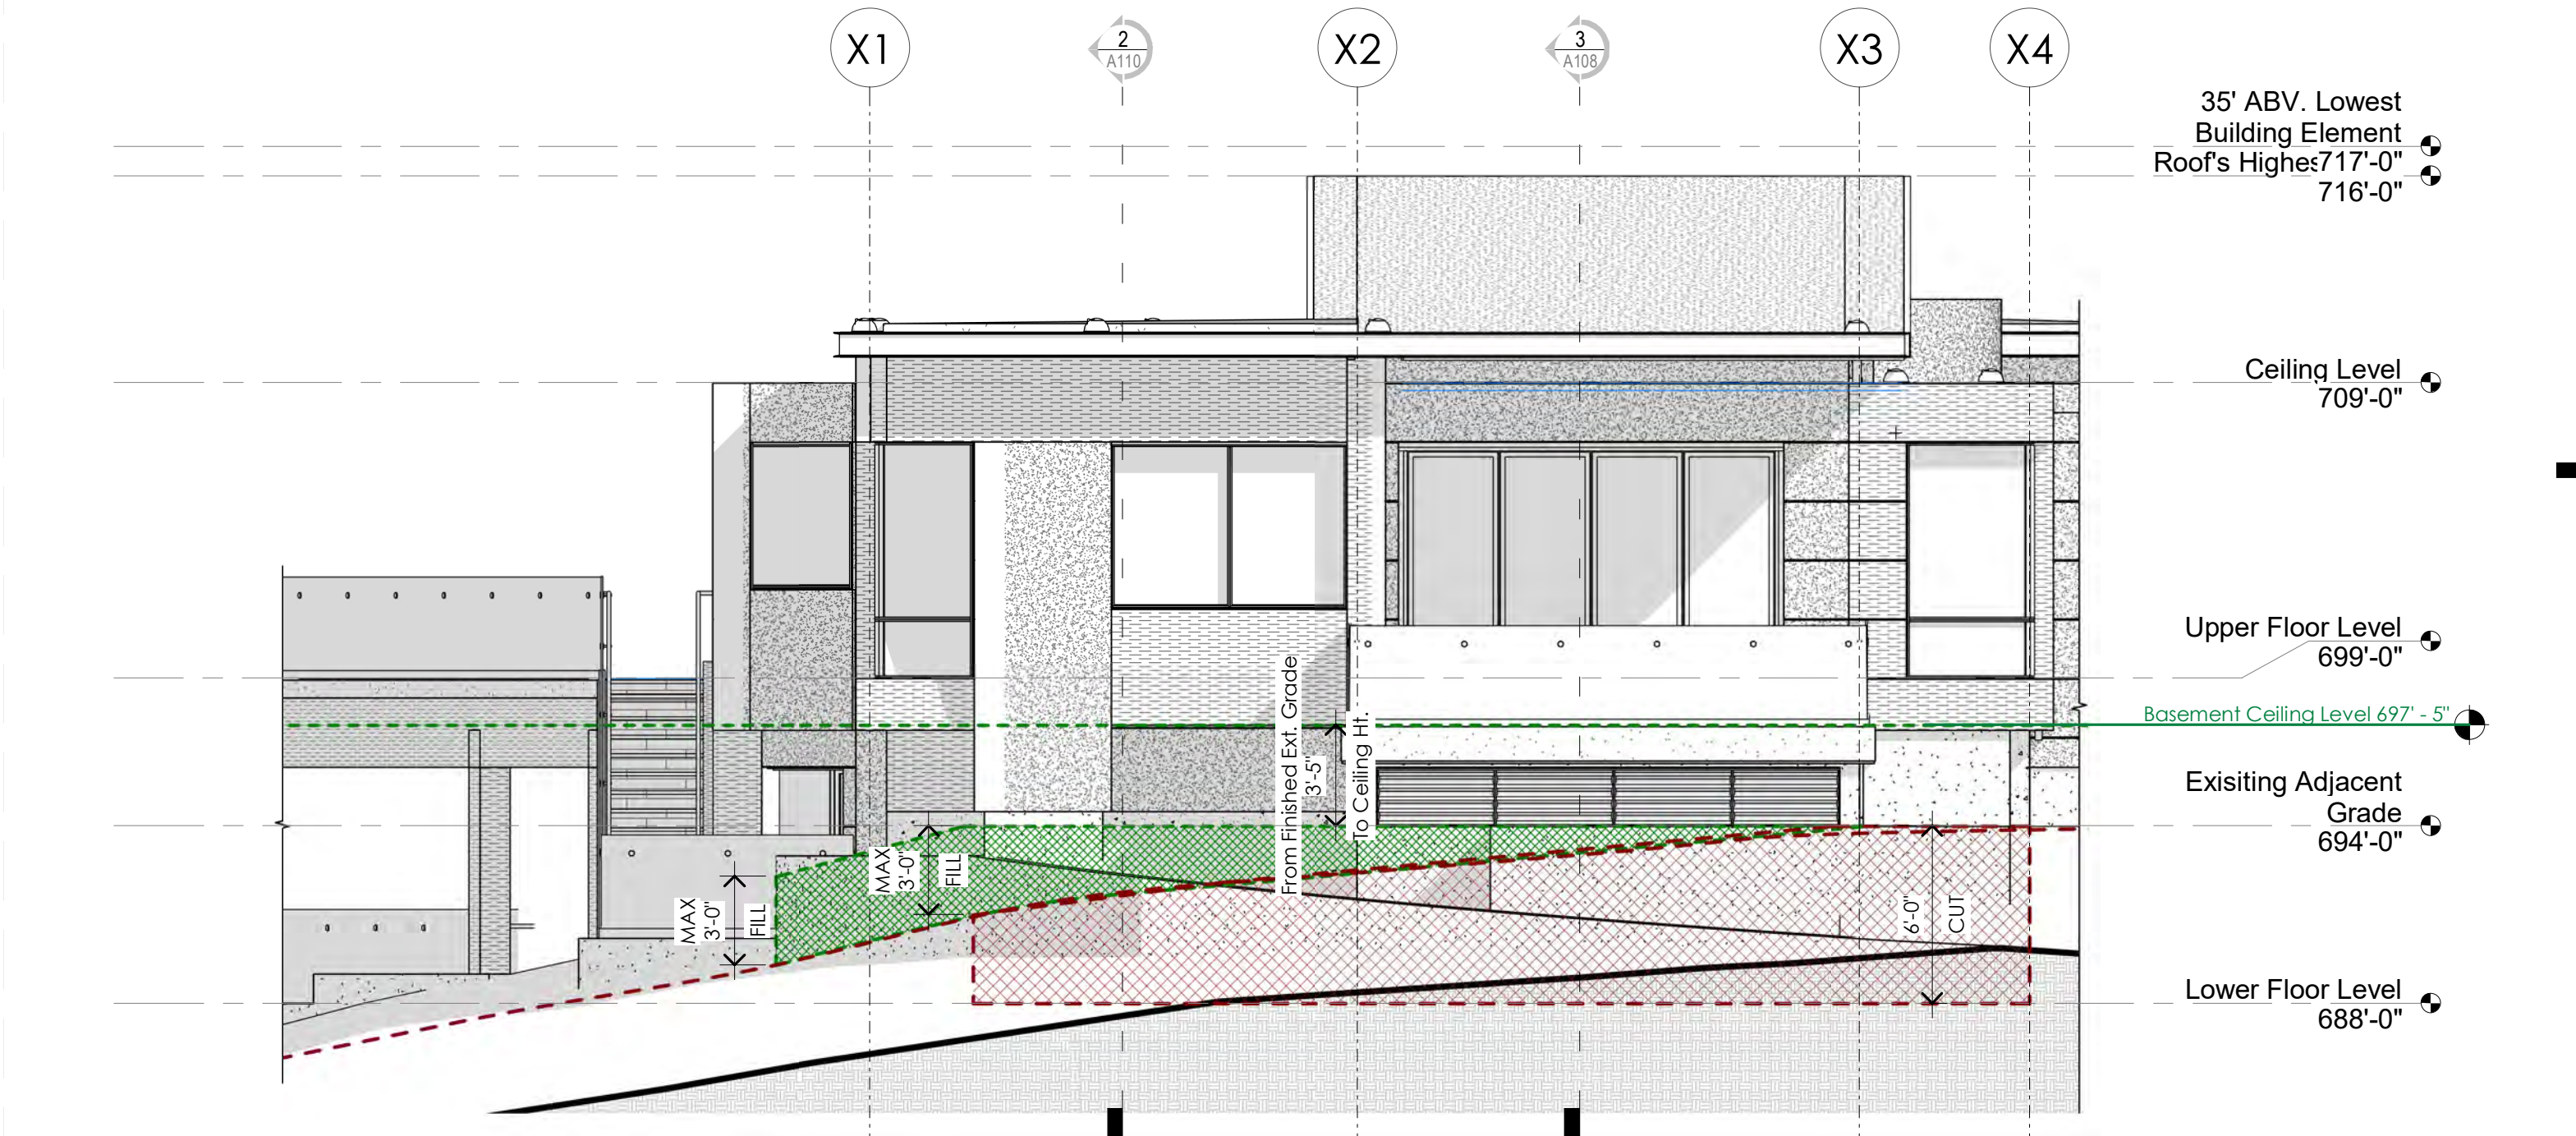 X1
2
A110
X2
3
A108
X3
X4
35' ABV. Lowest
Building Element
717'-0"
Roof's Highes
716'-0"
Ceiling Level
709'-0"
Upper Floor Level
699'-0"
Basement Ceiling Level 697' - 5"
Exisiting Adjacent
Grade
694'-0"
Lower Floor Level
688'-0"
From Finished Ext. Grade
3'-5"
To Ceiling Ht.
MAX
3'-0"
FILL
MAX
3'-0"
FILL
6'-0"
CUT